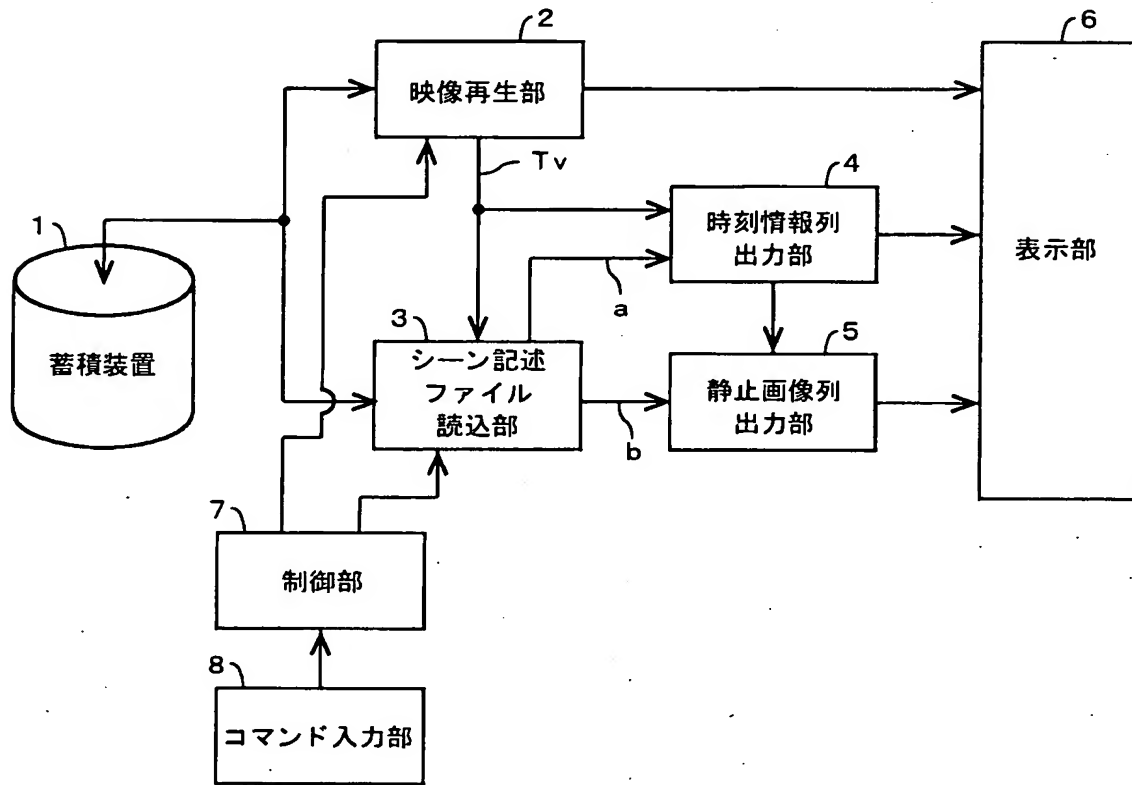 2
映像再生部
6
表示部
Tv
4
時刻情報列
出力部
1
蓄積装置
a
3
シーン記述
ファイル
読込部
b
5
静止画像列
出力部
7
制御部
8
コマンド入力部